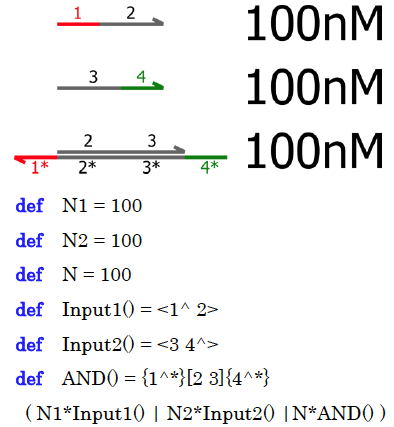 1 2
100nM
3 4
100nM
2 3
100nM
1* 2* 3* 4*
def N1 = 100
def N2 = 100
def N = 100
def Input1() = <1^ 2>
def Input2() = <3 4^>
def AND() = {1^*}[2 3]{4^*}
( N1*Input1() | N2*Input2() |N*AND() )